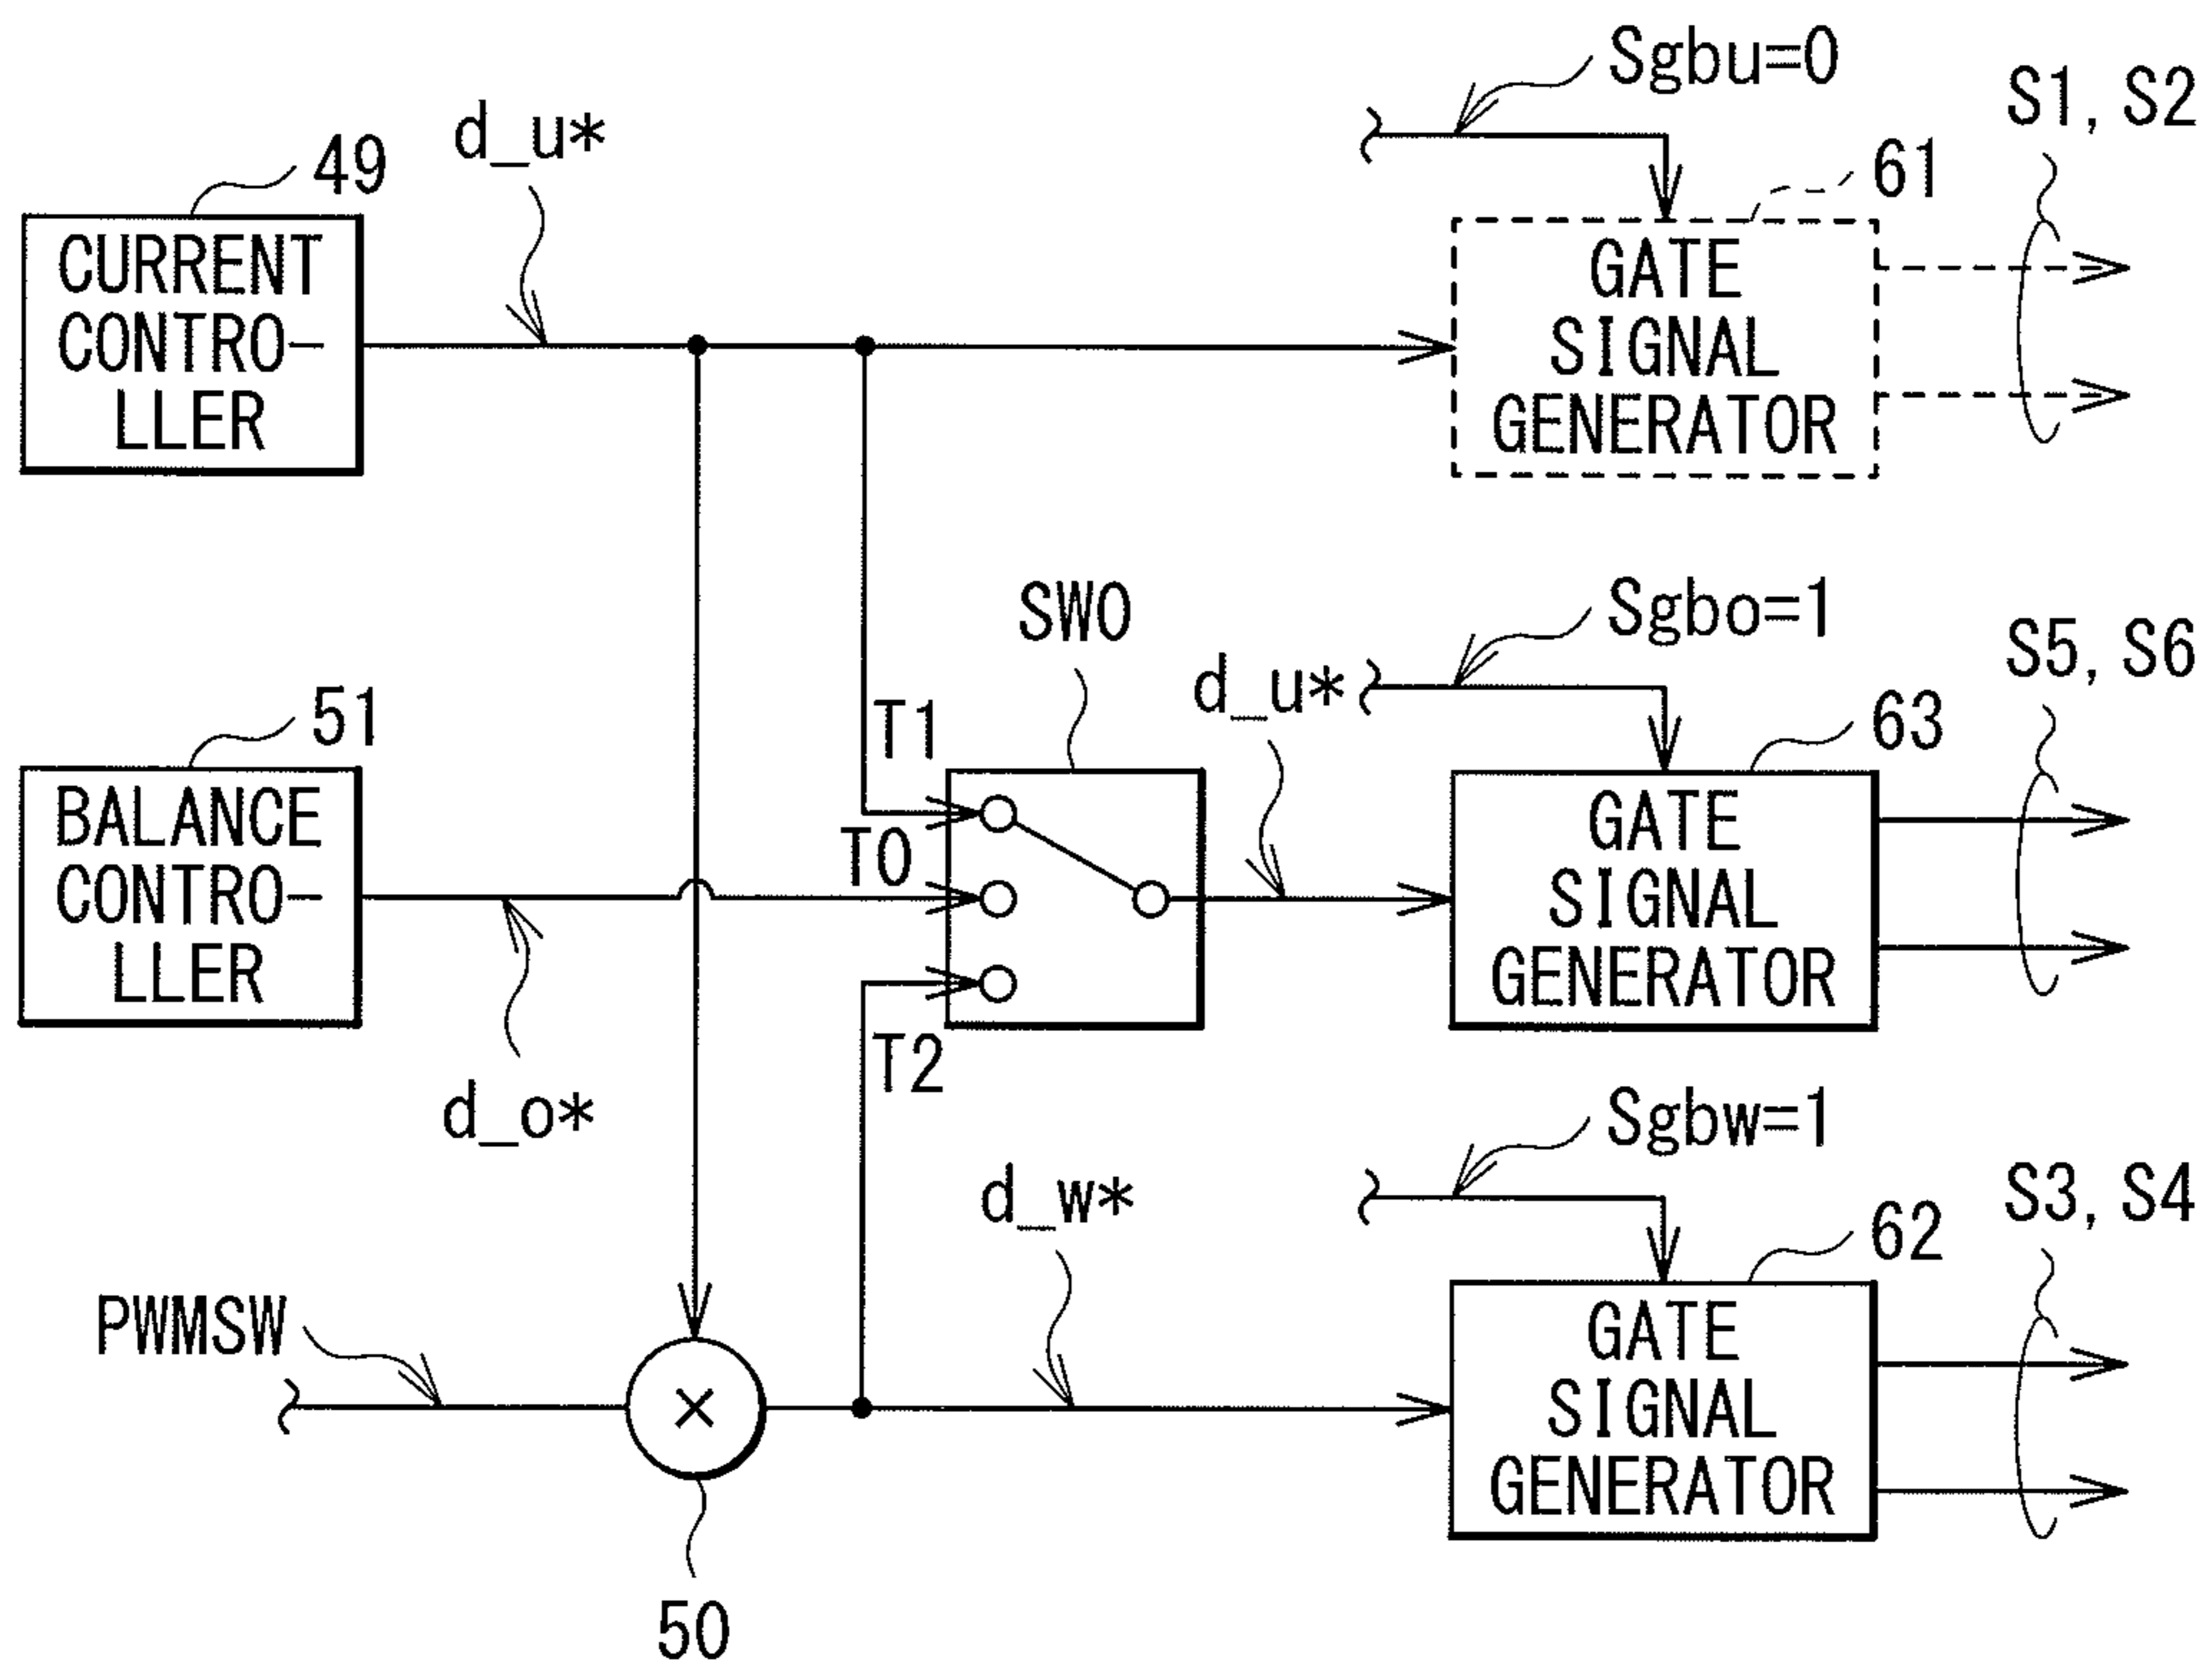 Sgbu=0
S1, S2
d_u*
49
61
CURRENT
CONTRO-
LLER
GATE
SIGNAL
GENERATOR
SW0
Sgbo=1
S5, S6
d_u*
51
T1
63
BALANCE
CONTRO-
LLER
T0
GATE
SIGNAL
GENERATOR
T2
d_o*
Sgbw=1
d_w*
S3, S4
62
PWMSW
×
GATE
SIGNAL
GENERATOR
50